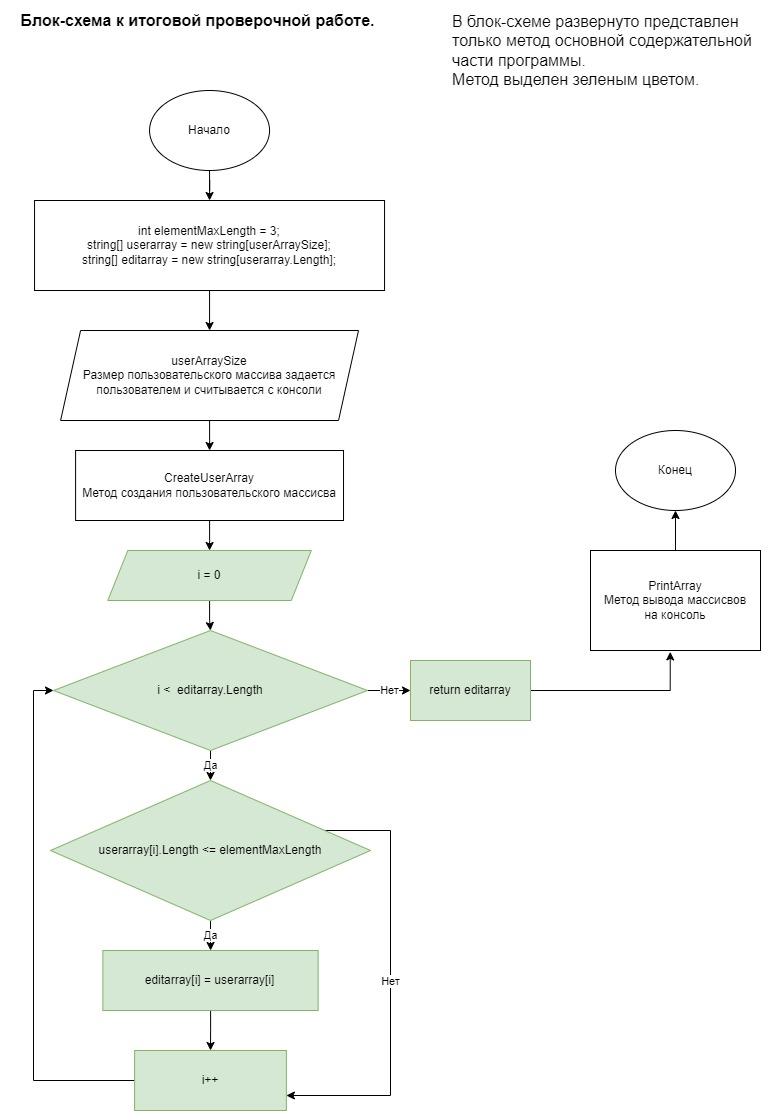 Блок-схема к итоговой проверочной работе.
В блок-схеме развернуто представлен
только метод основной содержательной
части программы.
Метод выделен зеленым цветом.
Начало
int elementMaxLength = 3;
string[] userarray = new string[userArraySize];
string[] editarray = new string[userarray.Length];
userArraySize
Размер пользовательского массива задается
пользователем и считывается с консоли
CreateUserArray
Метод создания пользовательского массисва
i = 0
i < editarray.Length
Нет
return editarray
PrintArray
Метод вывода массисвов
на консоль
Конец
Да
userarray[i].Length <= elementMaxLength
Да
Нет
editarray[i] = userarray[i]
i++